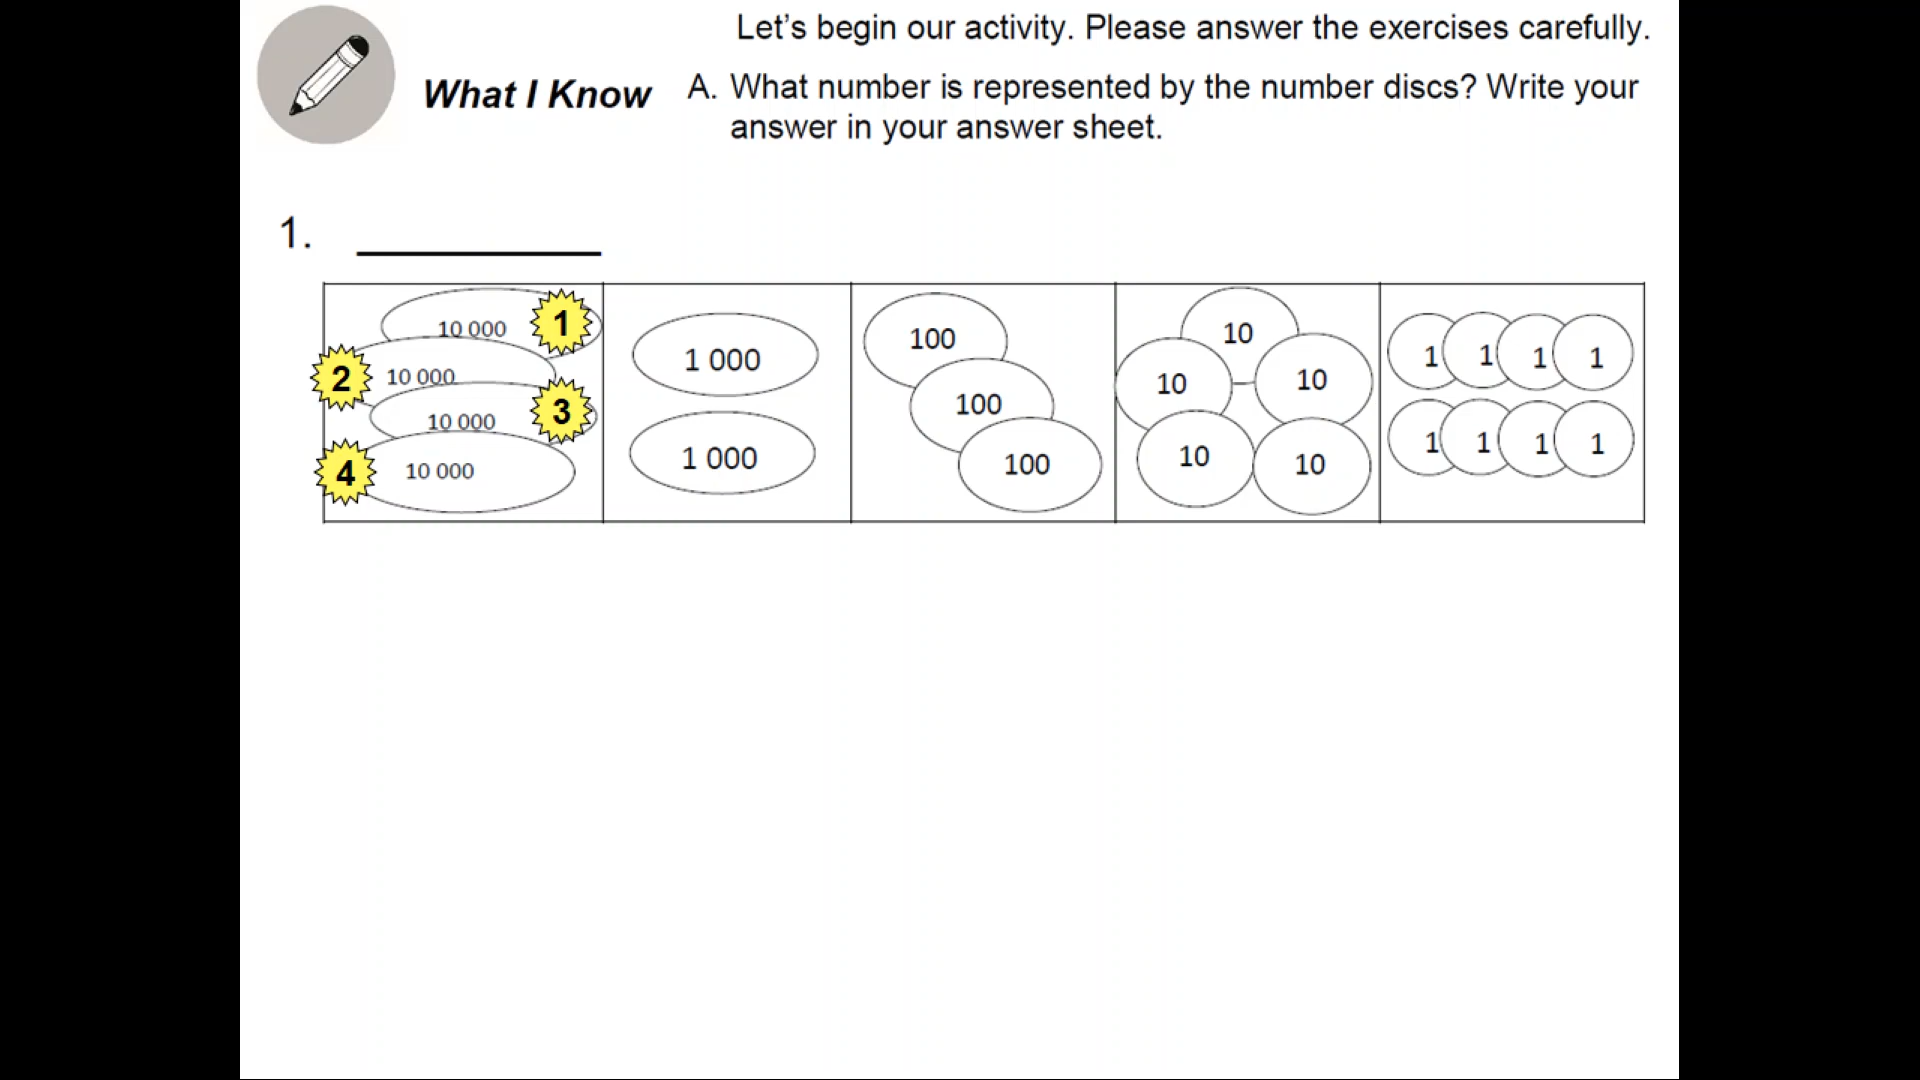 Let’s begin our activity. Please answer the exercises carefully.
What I Know
A. What number is represented by the number discs? Write your
answer in your answer sheet.
1. __________
10 000 1
2 10 000
10 000 3
4 10 000
1 000
1 000
100
100
100
10
10 10
10 10
1 1 1 1
1 1 1 1